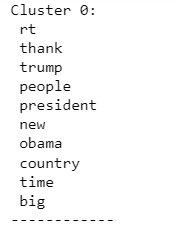 Cluster 0:
rt
thank
trump
people
president
new
obama
country
time
big
------------